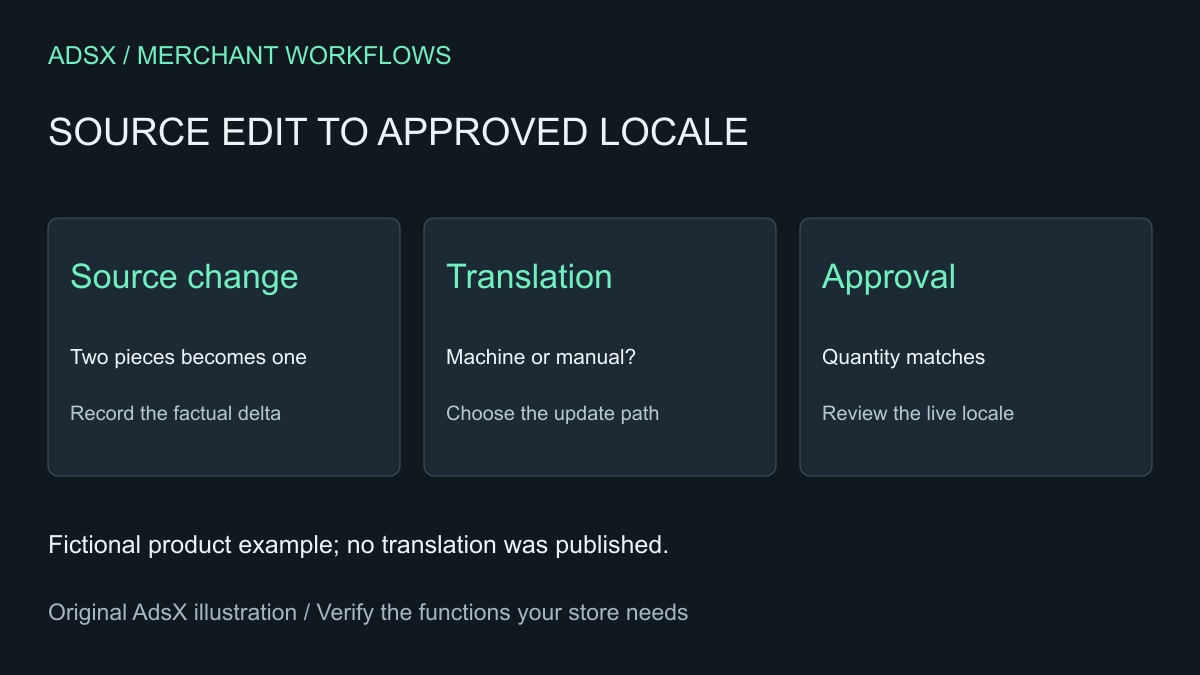 ADSX / MERCHANT WORKFLOWS
SOURCE EDIT TO APPROVED LOCALE
Source change
Two pieces becomes one
Record the factual delta
Translation
Machine or manual?
Choose the update path
Approval
Quantity matches
Review the live locale
Fictional product example; no translation was published.
Original AdsX illustration / Verify the functions your store needs